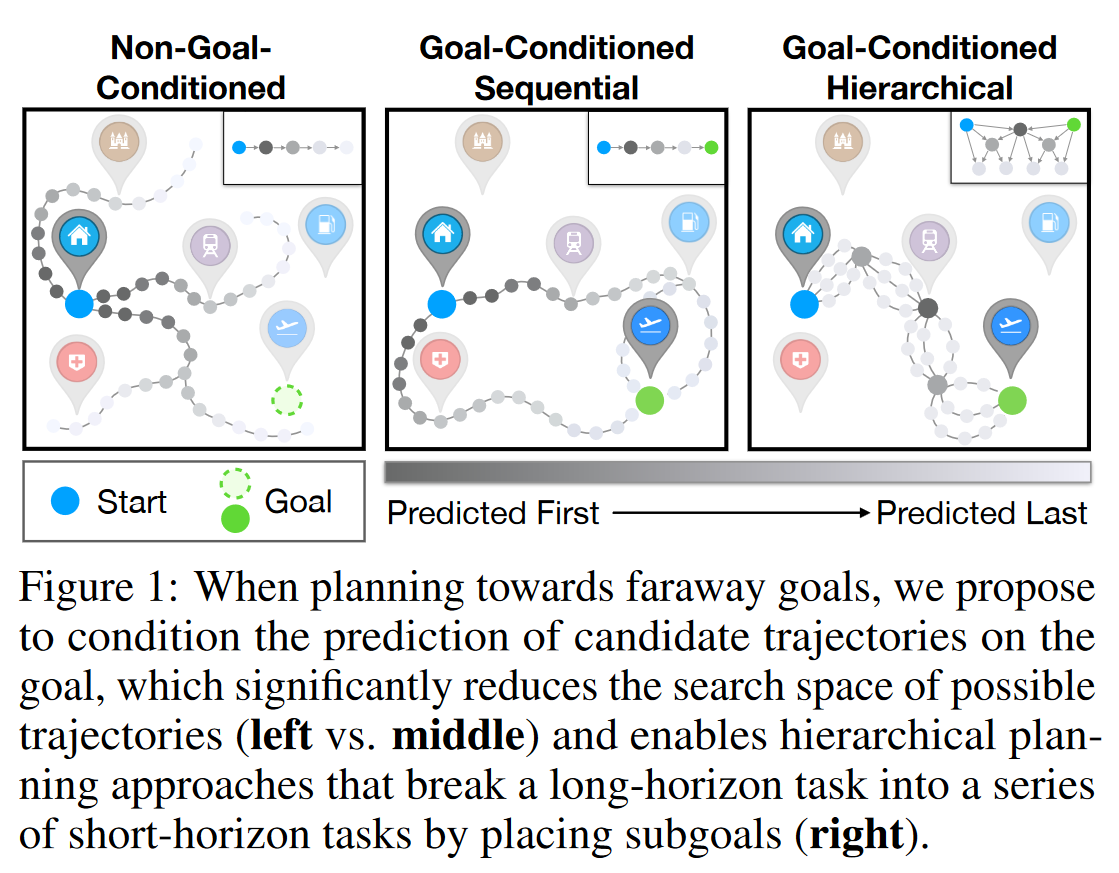 Non-Goal-
Conditioned
Goal-Conditioned
Sequential
Goal-Conditioned
Hierarchical
Start
Goal
Predicted First
Predicted Last
Figure 1: When planning towards faraway goals, we propose
to condition the prediction of candidate trajectories on the
goal, which significantly reduces the search space of possible
trajectories (left vs. middle) and enables hierarchical plan-
ning approaches that break a long-horizon task into a series
of short-horizon tasks by placing subgoals (right).